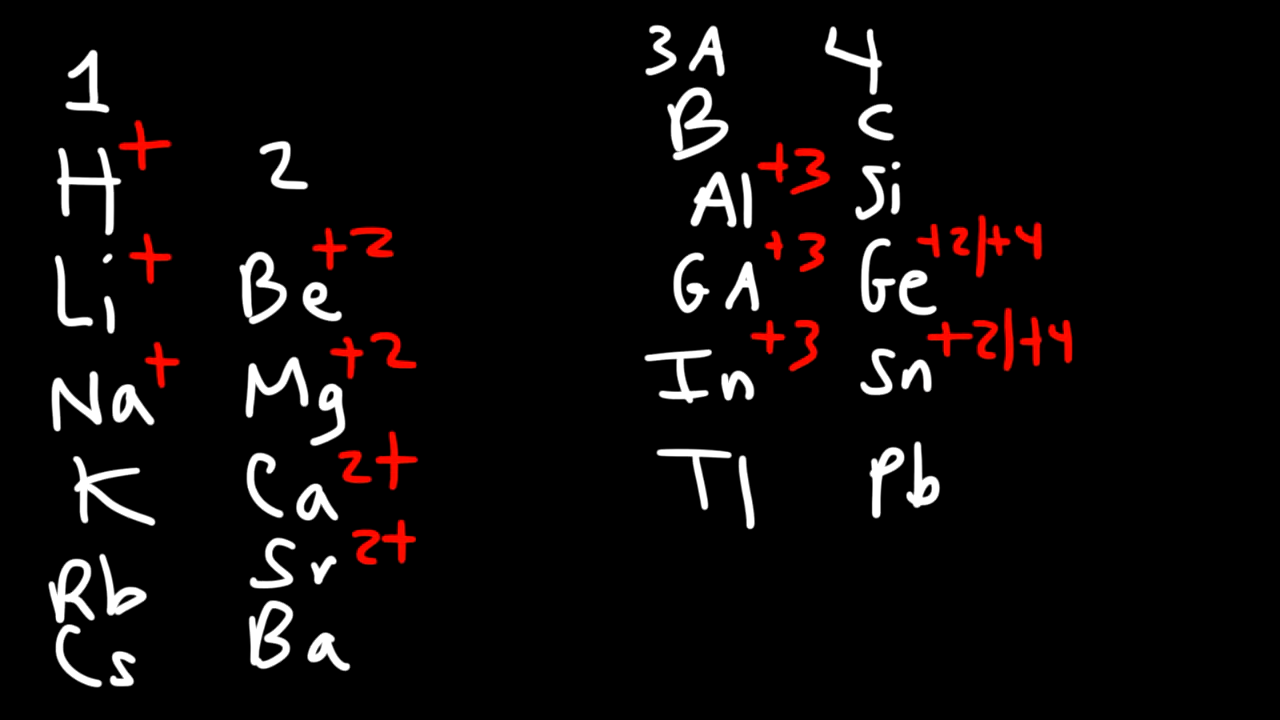 1
H+
Li+
Na+
K
Rb
Cs
2
Be+2
Mg+2
Ca2+
Sr2+
Ba
3A
B
Al+3
GA+3
In+3
Tl
4
C
Si
Ge+2/+4
Sn+2/+4
Pb